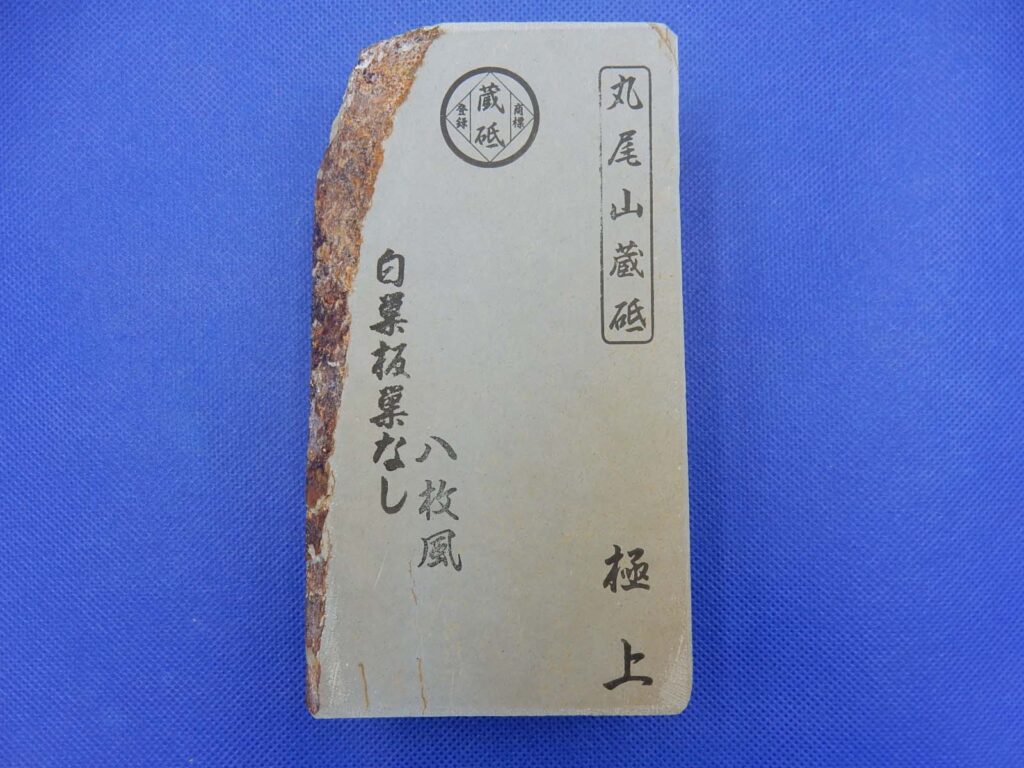 丸尾山蔵砥
極上
商標
蔵砥
登録
八枚風
白巣板巣なし